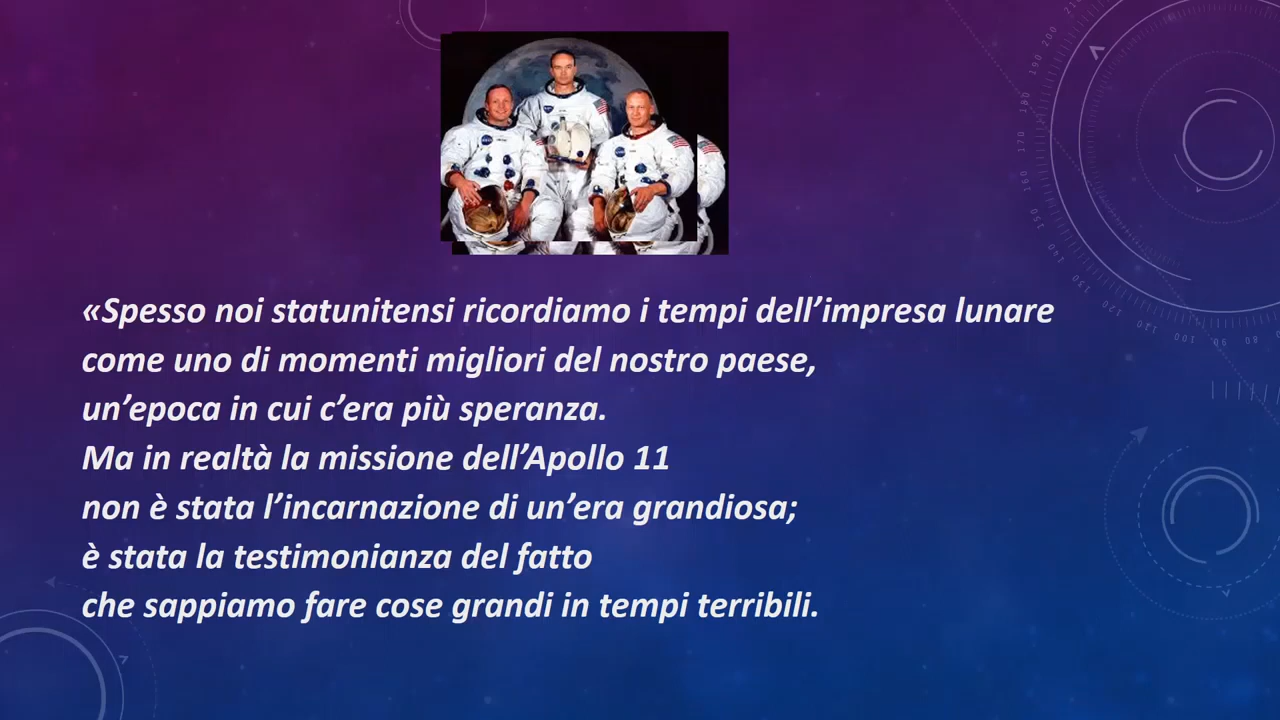 «Spesso noi statunitensi ricordiamo i tempi dell’impresa lunare
come uno di momenti migliori del nostro paese,
un’epoca in cui c’era più speranza.
Ma in realtà la missione dell’Apollo 11
non è stata l’incarnazione di un’era grandiosa;
è stata la testimonianza del fatto
che sappiamo fare cose grandi in tempi terribili.